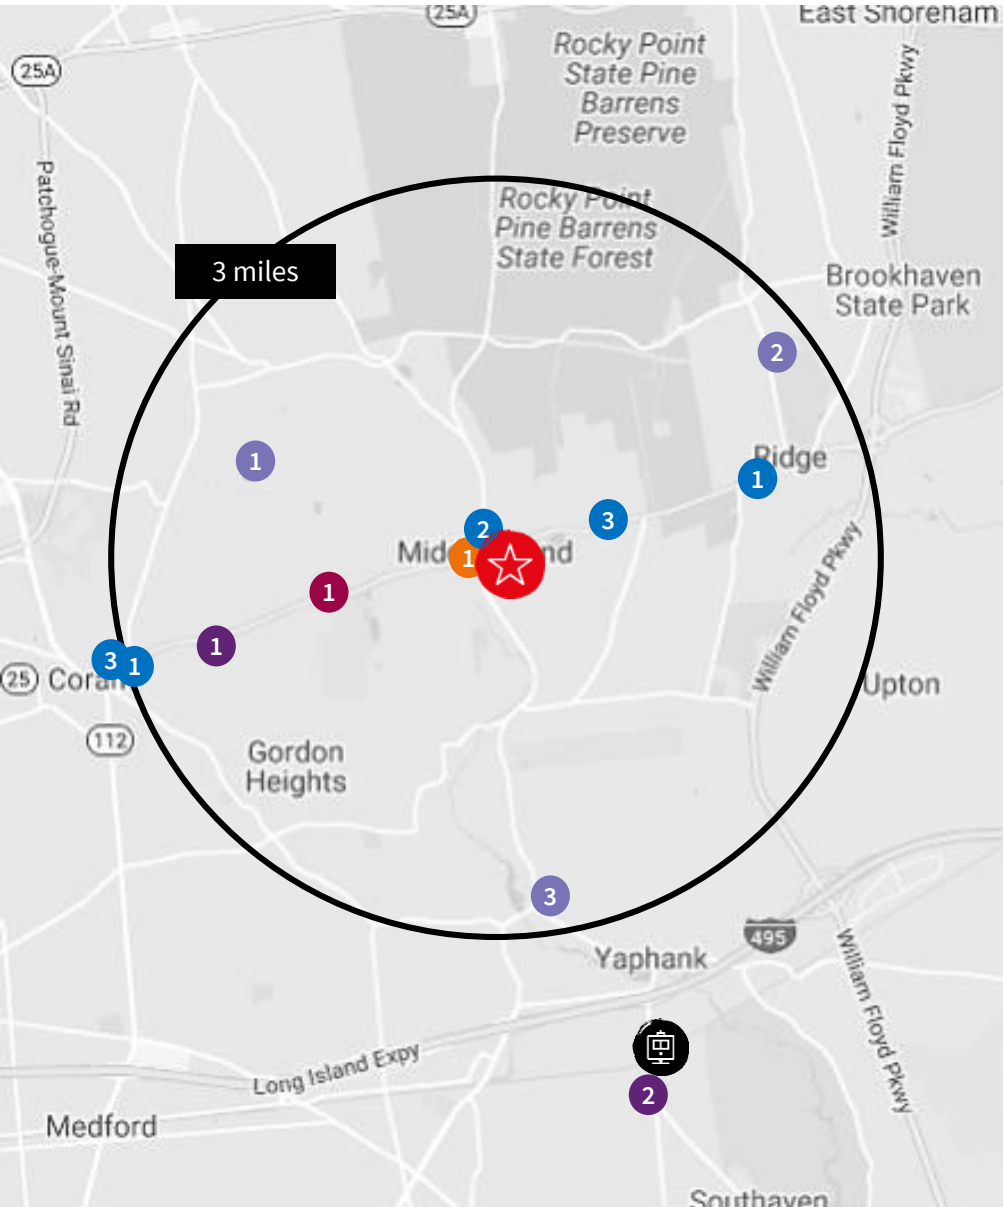 25A
East Shoreham
25A
Rocky Point
State Pine
Barrens
Preserve
William Floyd Pkwy
Patchogue-Mount Sinai Rd
Rocky Point
Pine Barrens
State Forest
3 miles
Brookhaven
State Park
2
1
Ridge
1
3
2
Mid
nd
1
1
1
3
1
25
Coram
William Floyd Pkwy
Upton
112
Gordon
Heights
3
495
Yaphank
William Floyd Pkwy
Long Island Expy
2
Medford
Southaven